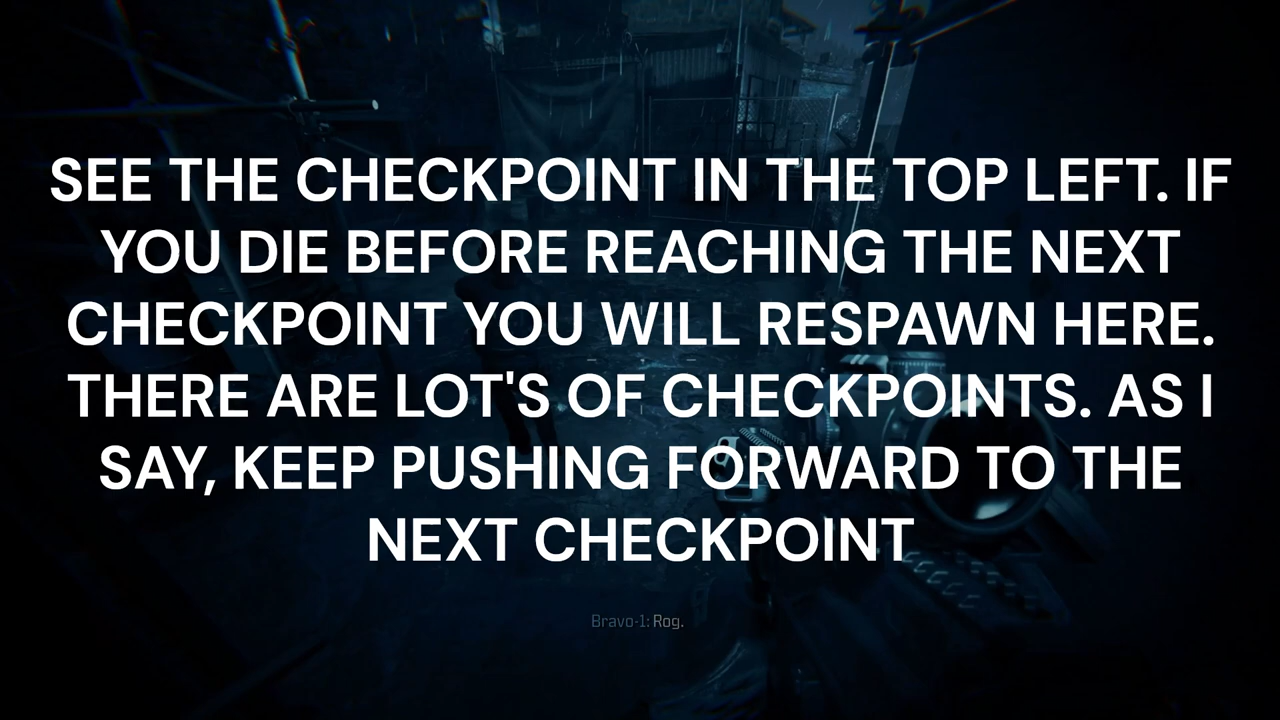 SEE THE CHECKPOINT IN THE TOP LEFT. IF
YOU DIE BEFORE REACHING THE NEXT
CHECKPOINT YOU WILL RESPAWN HERE.
THERE ARE LOT'S OF CHECKPOINTS. AS I
SAY, KEEP PUSHING FORWARD TO THE
NEXT CHECKPOINT
Bravo-1: Rog.